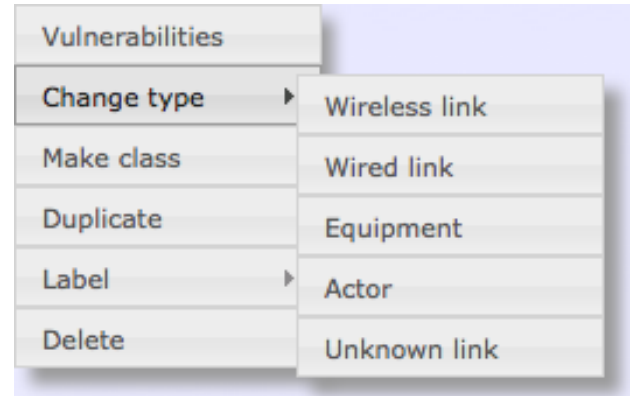 Vulnerabilities
Change type
Make class
Duplicate
Label
Delete
Wireless link
Wired link
Equipment
Actor
Unknown link